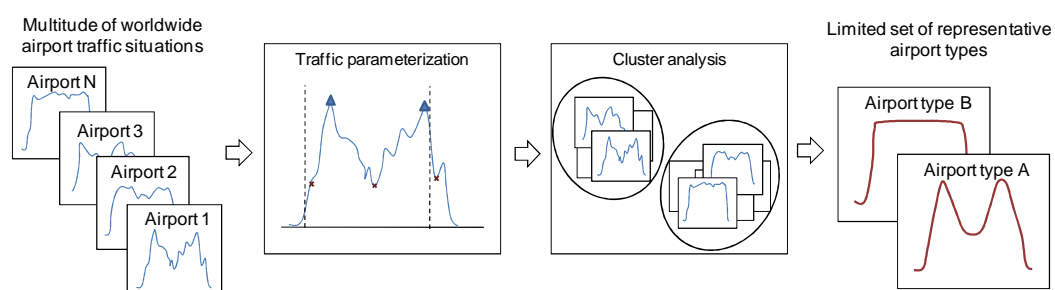 Multitude of worldwide
airport traffic situations
Airport N
Airport 3
Airport 2
Airport 1
Traffic parameterization
Cluster analysis
Limited set of representative
airport types
Airport type B
Airport type A